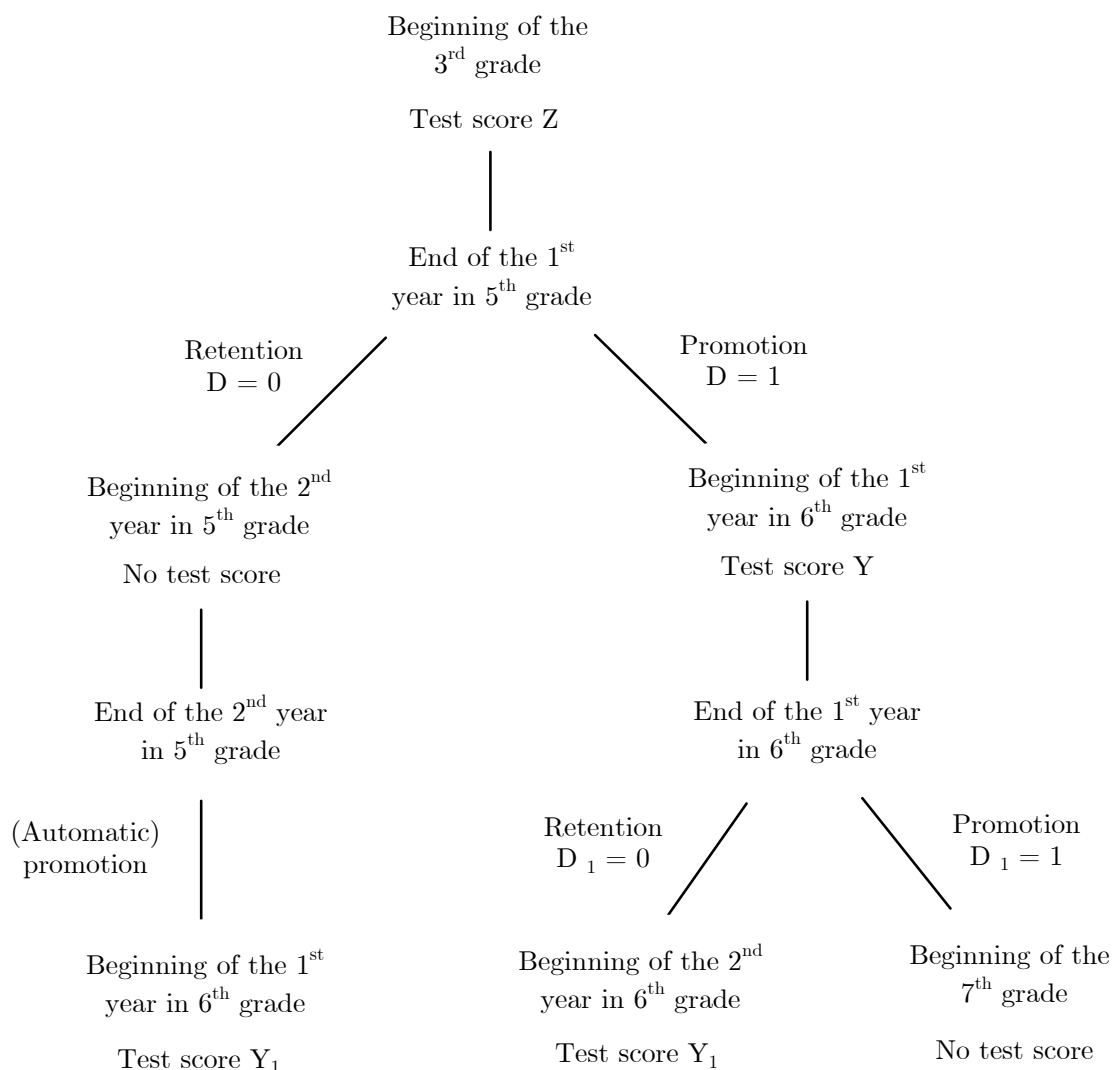 Beginning of the
3rd grade
Test score Z
End of the 1st
year in 5th grade
Retention
D = 0
Promotion
D = 1
Beginning of the 2nd
year in 5th grade
No test score
Beginning of the 1st
year in 6th grade
Test score Y
End of the 2nd year
in 5th grade
End of the 1st year
in 6th grade
(Automatic)
promotion
Retention
D 1 = 0
Promotion
D 1 = 1
Beginning of the 1st
year in 6th grade
Test score Y1
Beginning of the 2nd
year in 6th grade
Test score Y1
Beginning of the
7th grade
No test score